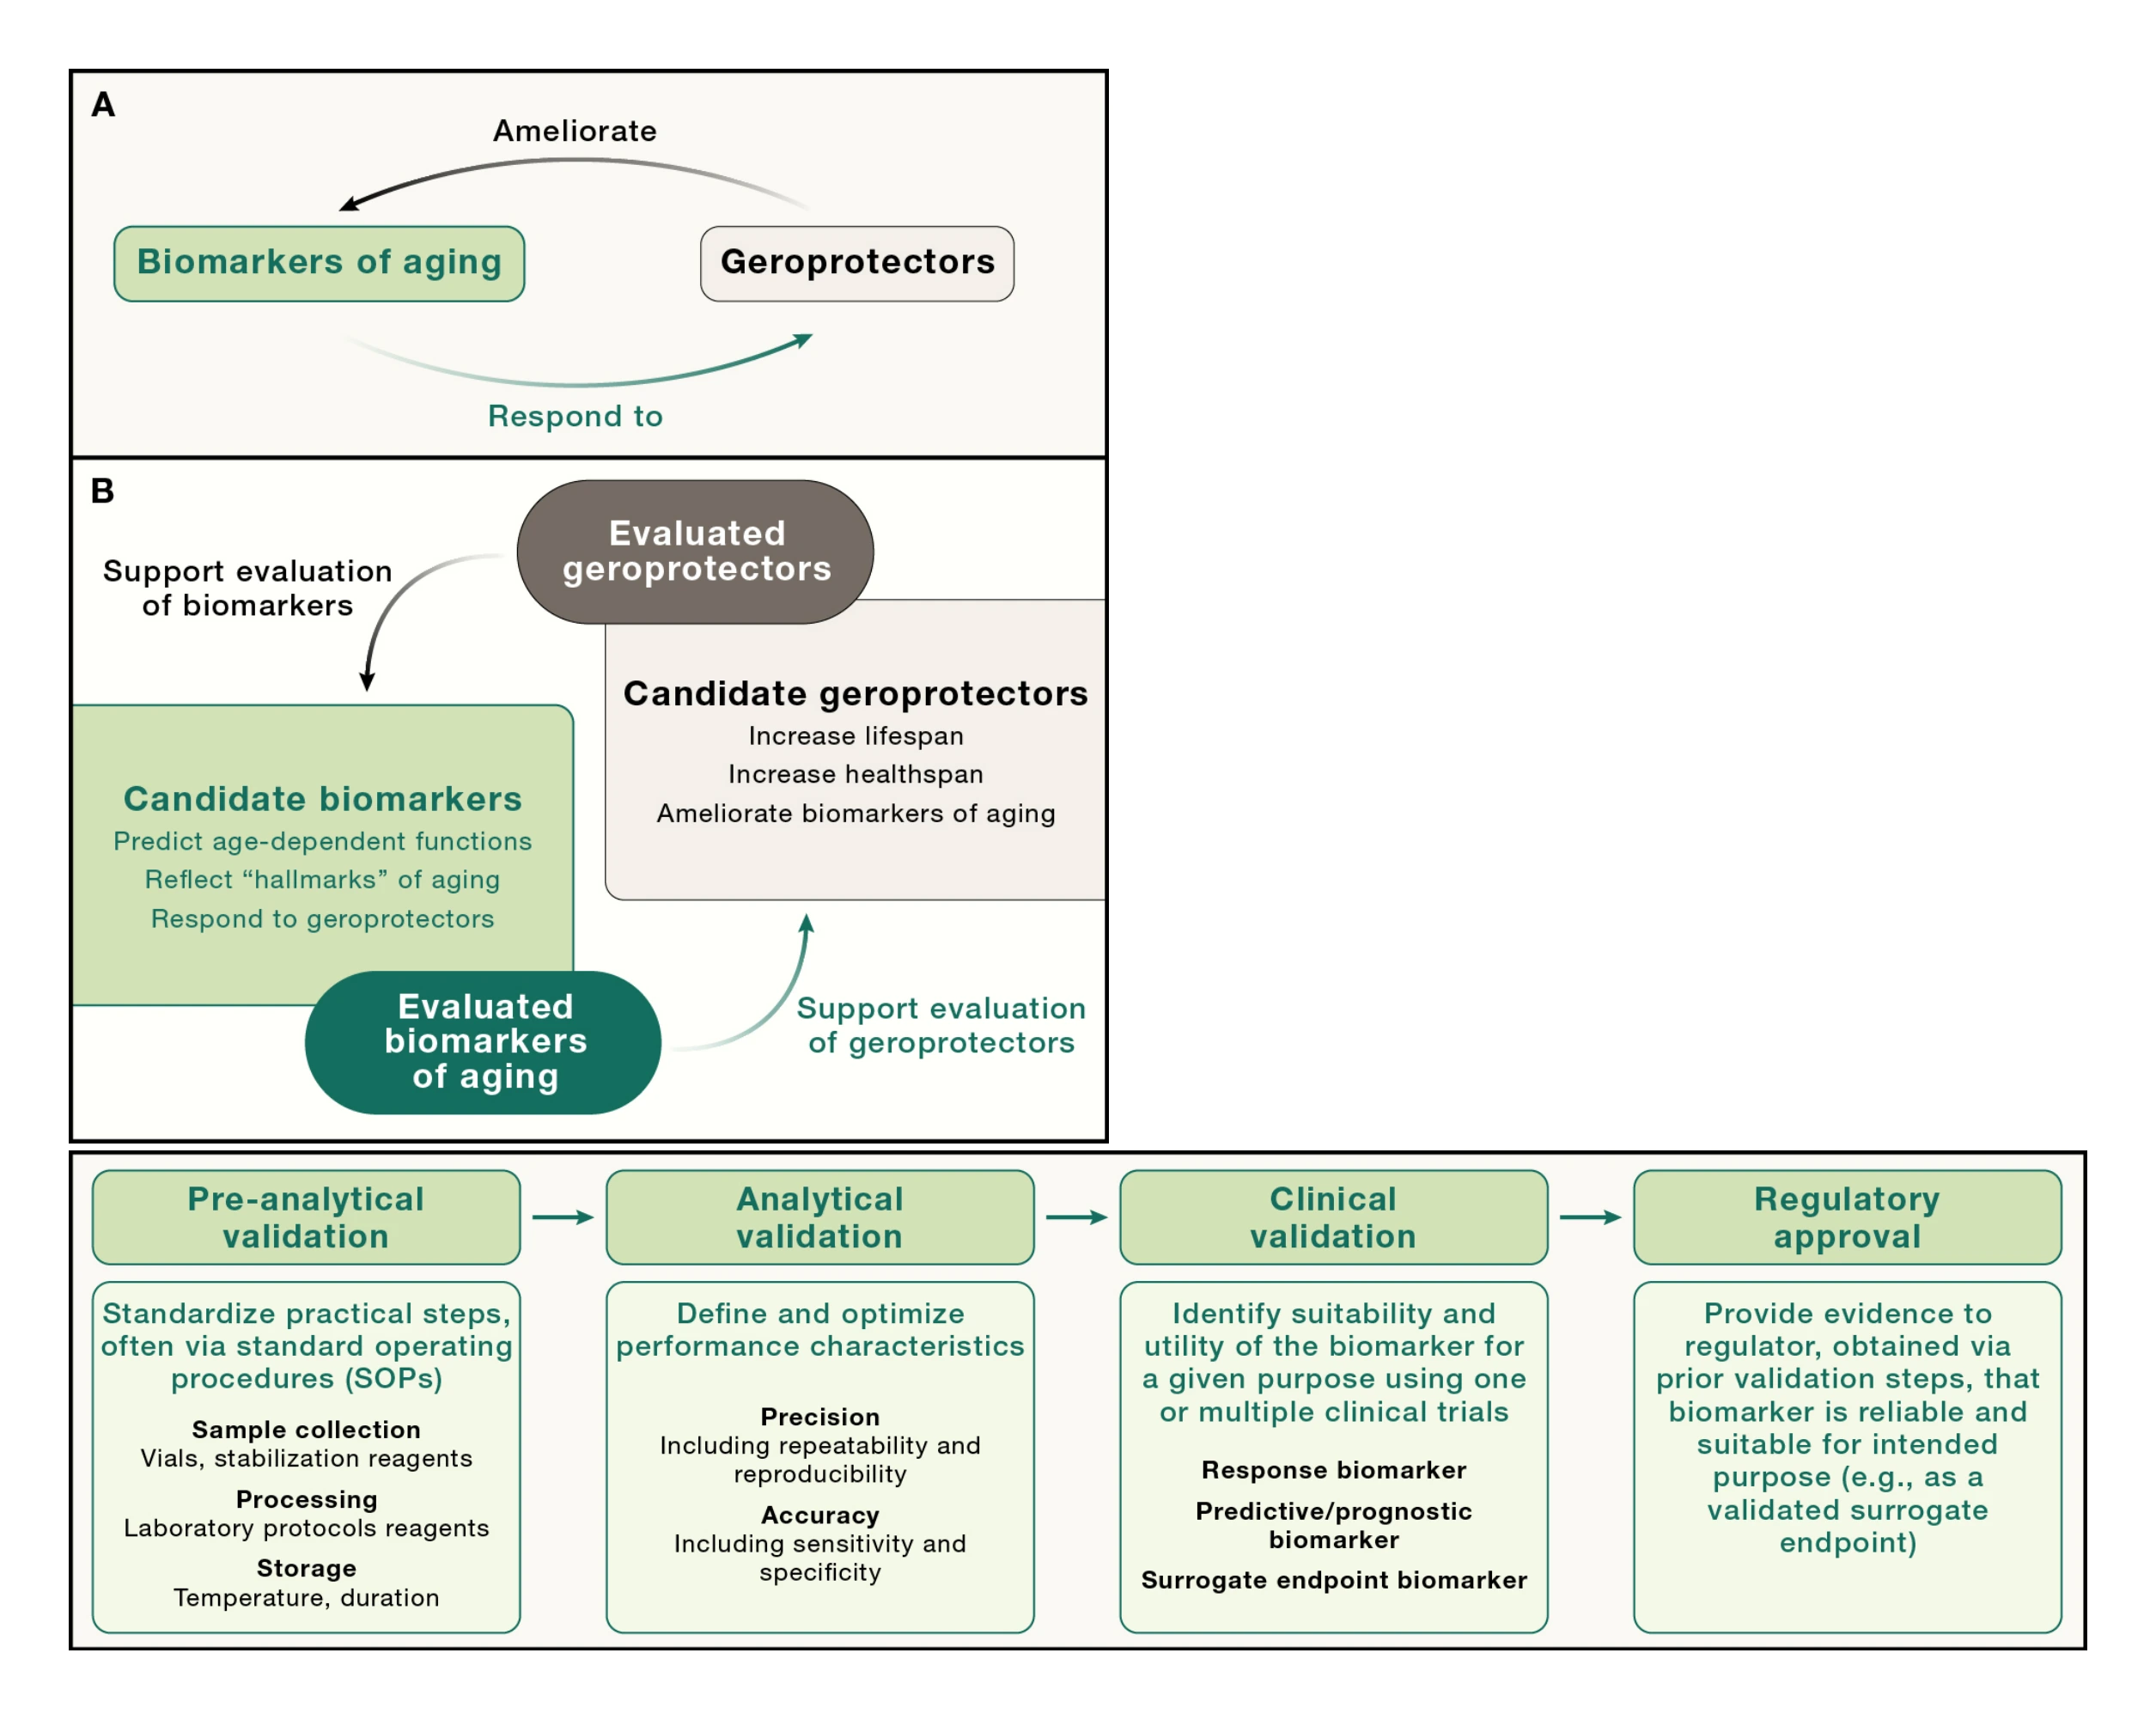 A
Ameliorate
Biomarkers of aging
Geroprotectors
Respond to
B
Evaluated
geroprotectors
Support evaluation
of biomarkers
Candidate geroprotectors
Increase lifespan
Increase healthspan
Ameliorate biomarkers of aging
Candidate biomarkers
Predict age-dependent functions
Reflect “hallmarks” of aging
Respond to geroprotectors
Evaluated
biomarkers
of aging
Support evaluation
of geroprotectors
Pre-analytical
validation
Standardize practical steps,
often via standard operating
procedures (SOPs)
Sample collection
Vials, stabilization reagents
Processing
Laboratory protocols reagents
Storage
Temperature, duration
Analytical
validation
Define and optimize
performance characteristics
Precision
Including repeatability and
reproducibility
Accuracy
Including sensitivity and
specificity
Clinical
validation
Identify suitability and
utility of the biomarker for
a given purpose using one
or multiple clinical trials
Response biomarker
Predictive/prognostic
biomarker
Surrogate endpoint biomarker
Regulatory
approval
Provide evidence to
regulator, obtained via
prior validation steps, that
biomarker is reliable and
suitable for intended
purpose (e.g., as a
validated surrogate
endpoint)